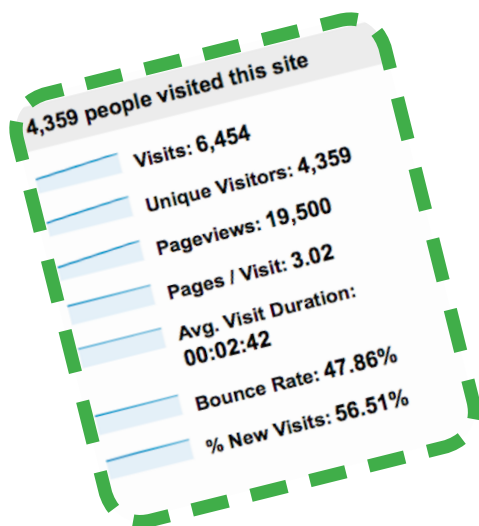 4,359 people visited this site
Visits: 6,454
Unique Visitors: 4,359
Pageviews: 19,500
Pages / Visit: 3.02
Avg. Visit Duration:
00:02:42
Bounce Rate: 47.86%
% New Visits: 56.51%